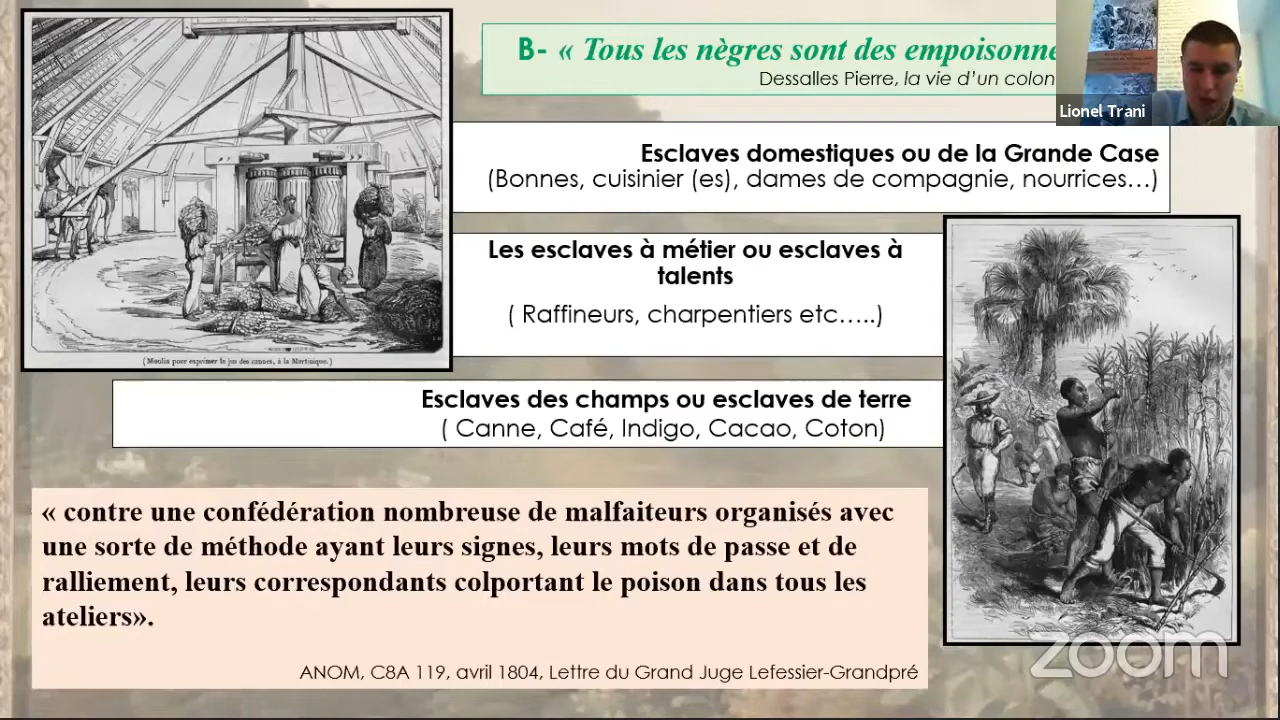 B- « Tous les nègres sont des empoisonne
Dessalles Pierre, la vie d’un colon
Lionel Trani
Esclaves domestiques ou de la Grande Case
(Bonnes, cuisinier (es), dames de compagnie, nourrices…)
Les esclaves à métier ou esclaves à
talents
( Raffineurs, charpentiers etc…..)
(Moulin pour exprimer le jus des cannes, à la Martinique.)
Esclaves des champs ou esclaves de terre
( Canne, Café, Indigo, Cacao, Coton)
« contre une confédération nombreuse de malfaiteurs organisés avec
une sorte de méthode ayant leurs signes, leurs mots de passe et de
ralliement, leurs correspondants colportant le poison dans tous les
ateliers».
ANOM, C8A 119, avril 1804, Lettre du Grand Juge Lefessier-Grandpré
zoom